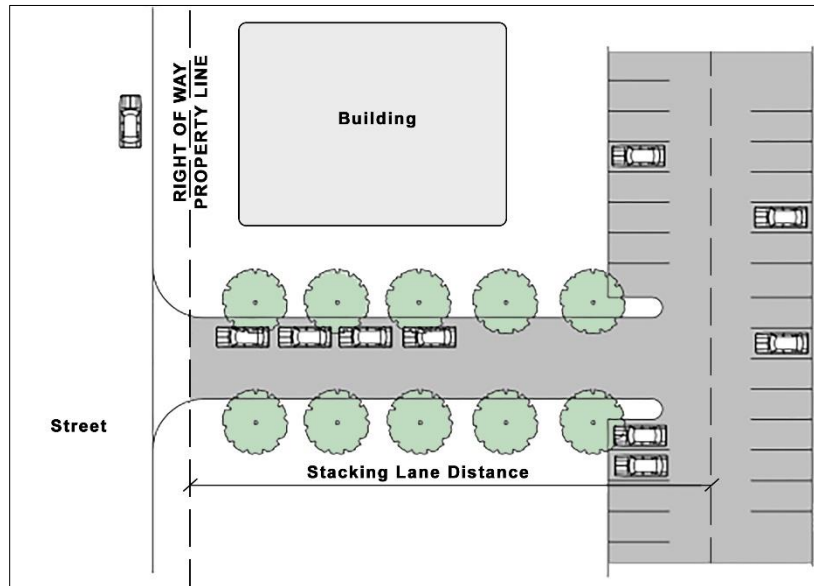 RIGHT OF WAY
PROPERTY LINE
Building
Street
Stacking Lane Distance